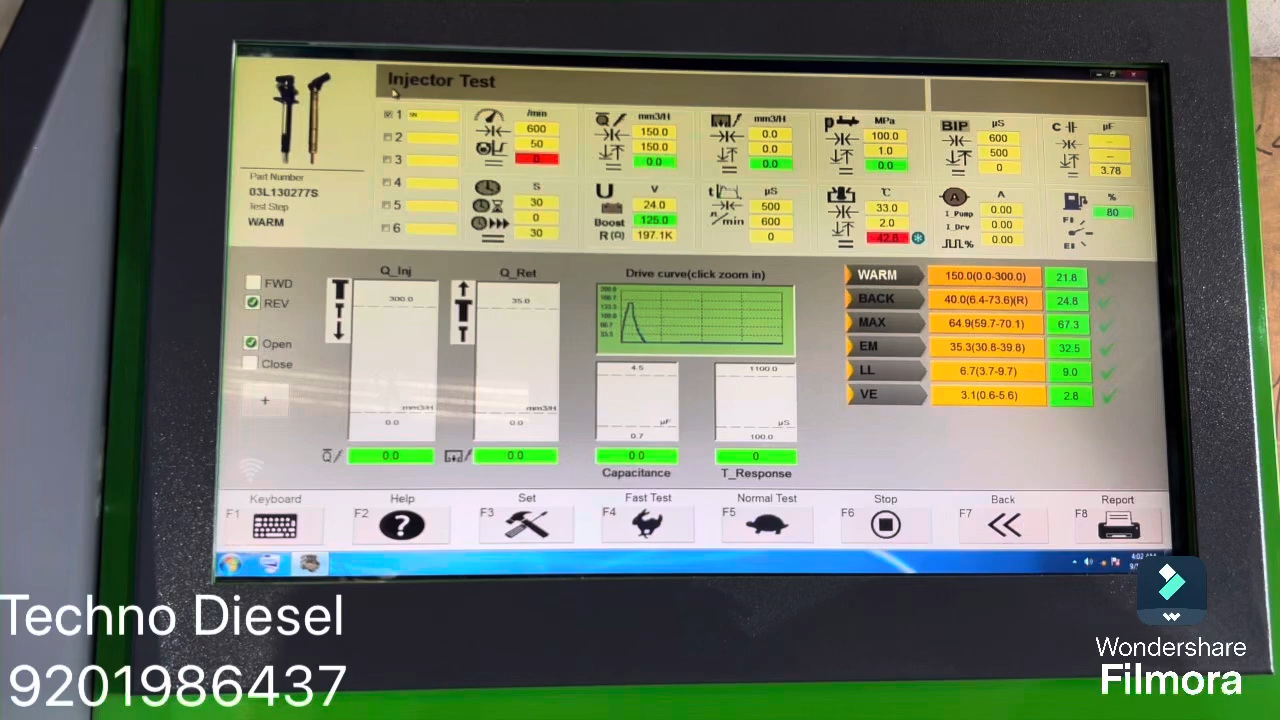 Injector Test
Part Number
03L130277S
Test Step
WARM
1 SN
2
3
4
5
6
/mm
600
50
0
S
30
0
30
mm3/H
150.0
150.0
0.0
U V
24.0
Boost 125.0
R(Ω) 197.1K
mm3/H
0.0
0.0
0.0
t µS
n/min
500
600
0
P MPa
100.0
1.0
0.0
℃
33.0
2.0
-42.8
BIP µS
600
500
0
A A
I_Pump 0.00
I_Drv 0.00
% 0.00
C µF
--
--
3.78
%
80
F
E
FWD
REV
Open
Close
+
Q_Inj
300.0
mm3/H
0.0
0.0
Q_Ret
35.0
mm3/H
0.0
0.0
Drive curve(click zoom in)
4.5
µF
0.7
0.0
Capacitance
1100.0
µS
100.0
0
T_Response
WARM 150.0(0.0-300.0) 21.8
BACK 40.0(6.4-73.6)(R) 24.8
MAX 64.9(59.7-70.1) 67.3
EM 35.3(30.8-39.8) 32.5
LL 6.7(3.7-9.7) 9.0
VE 3.1(0.6-5.6) 2.8
Keyboard Help Set Fast Test Normal Test Stop Back Report
F1 F2 F3 F4 F5 F6 F7 F8
Techno Diesel
9201986437
Wondershare
Filmora